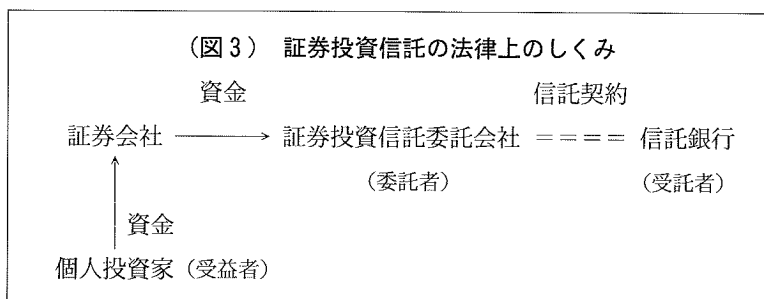 (図3) 証券投資信託の法律上のしくみ
資金 信託契約
証券会社 証券投資信託委託会社 ==== 信託銀行
(委託者) (受託者)
資金
個人投資家 (受益者)